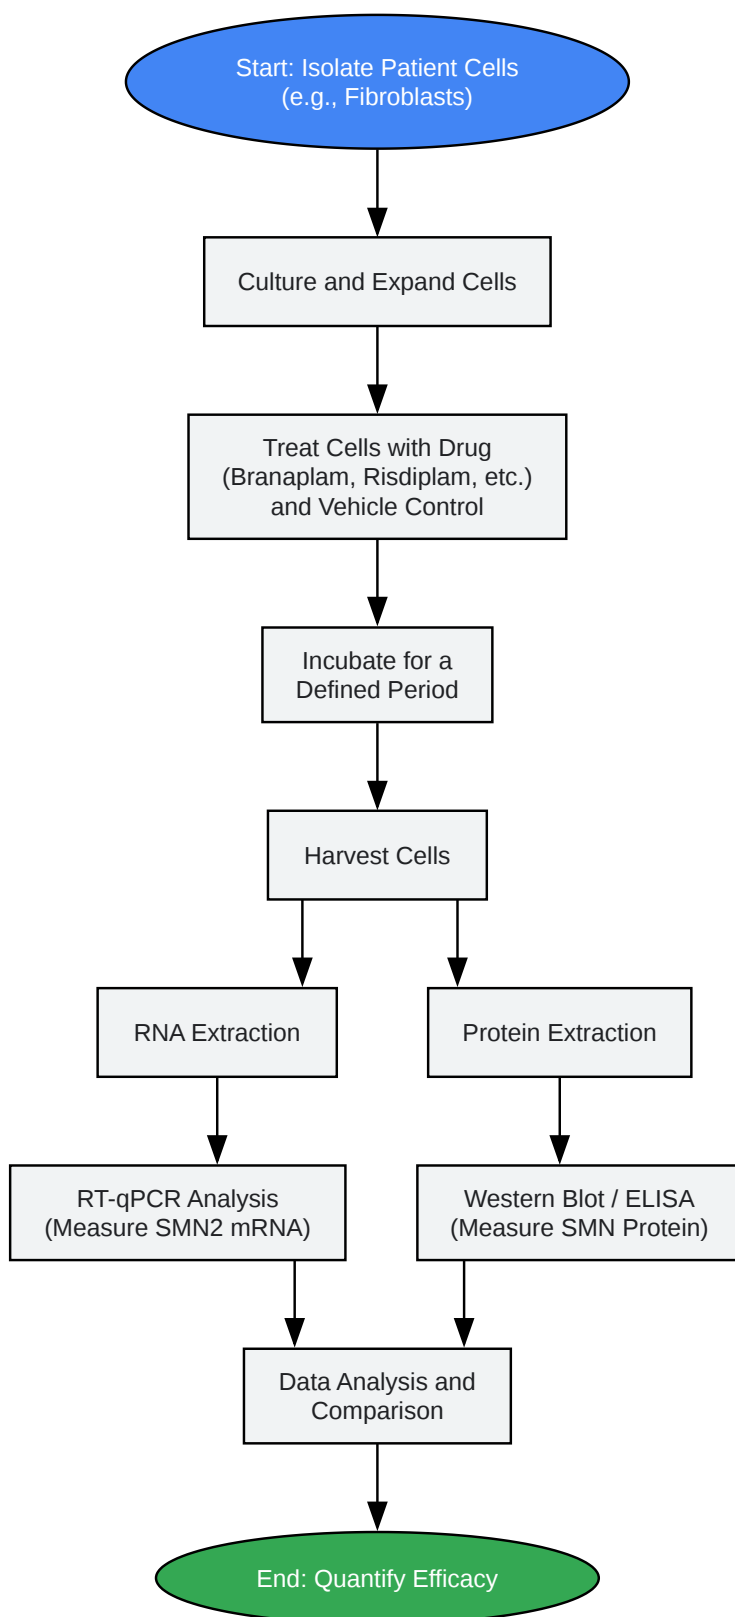 Start: Isolate Patient Cells
(e.g., Fibroblasts)
Culture and Expand Cells
Treat Cells with Drug
(Branaplam, Risdiplam, etc.)
and Vehicle Control
Incubate for a
Defined Period
Harvest Cells
RNA Extraction
Protein Extraction
RT-qPCR Analysis
(Measure SMN2 mRNA)
Western Blot / ELISA
(Measure SMN Protein)
Data Analysis and
Comparison
End: Quantify Efficacy